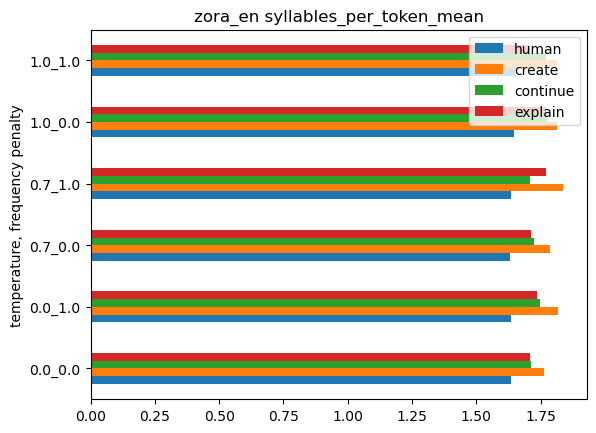 zora_en syllables_per_token_mean
human
create
continue
explain
temperature, frequency penalty
1.0_1.0
1.0_0.0
0.7_1.0
0.7_0.0
0.0_1.0
0.0_0.0
0.00 0.25 0.50 0.75 1.00 1.25 1.50 1.75